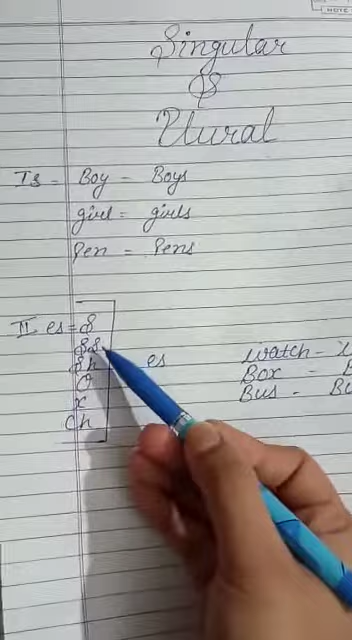 Singular
&
Plural
I s = Boy = Boys
girl = girls
Pen = Pens
II es = S
SS
Sh es
O
x
Ch
watch -
Box -
Bus -